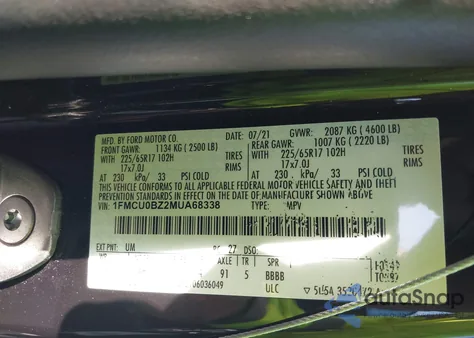 MFD. BY FORD MOTOR CO. 07/21 GVWR: 2087 KG ( 4600 LB)
FRONT GAWR: 1134 KG ( 2500 LB) REAR GAWR: 1007 KG ( 2220 LB)
225/65R17 102H TIRES 225/65R17 102H TIRES
17x7.0J RIMS 17x7.0J RIMS
AT 230 kPa/ 33 PSI COLD AT 230 kPa/ 33 PSI COLD
THIS VEHICLE CONFORMS TO ALL APPLICABLE FEDERAL MOTOR VEHICLE
SAFETY AND THEFT PREVENTION STANDARDS IN EFFECT ON THE DATE OF MANUFACTURE SHOWN ABOVE.
VIN: 1FMCU0BZ2MUA68338 TYPE: MPV
EXT PNT: UM 27 DSO:
AXLE TR SPR
91 5 BBBB
06036049 ULC
autoSnap